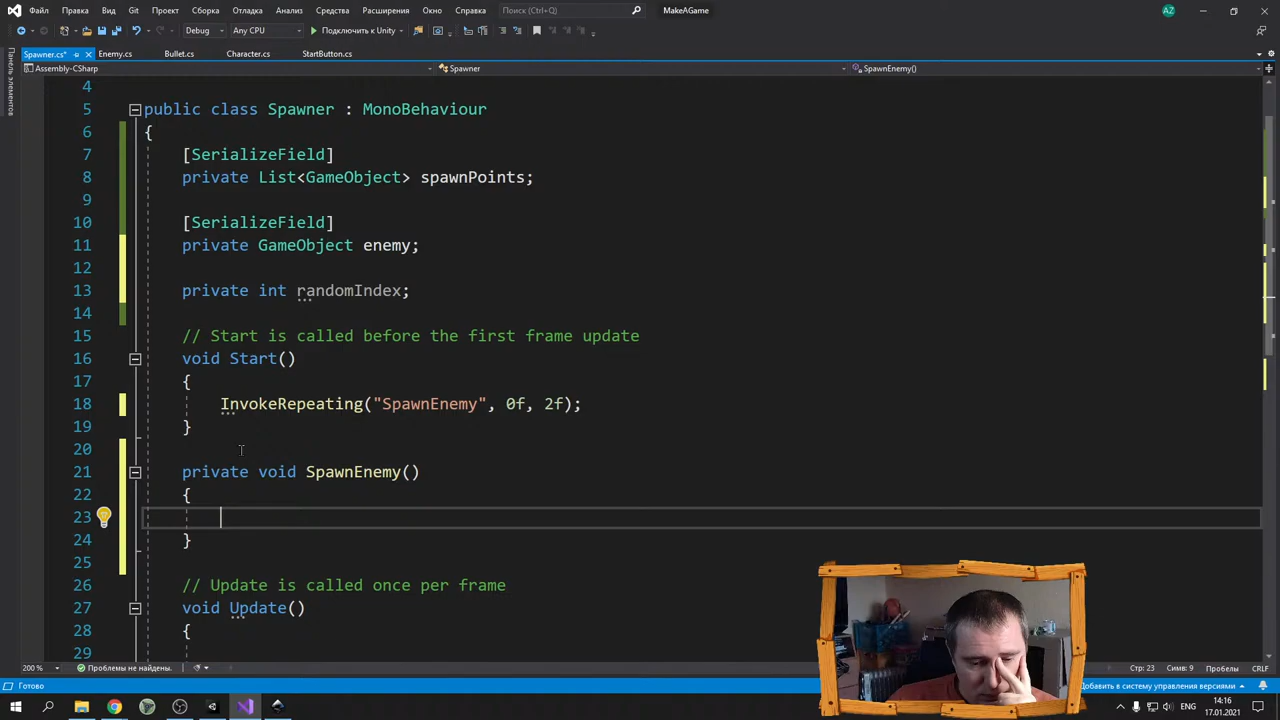 Файл Правка Вид Git Проект Сборка Отладка Анализ Средства Расширения Окно Справка Поиск (Ctrl+Q) MakeAGame AZ
Debug Any CPU Подключить к Unity
Spawner.cs* Enemy.cs Bullet.cs Character.cs StartButton.cs
Assembly-CSharp Spawner SpawnEnemy()
Панель элементов
4
5 public class Spawner : MonoBehaviour
6 {
7 [SerializeField]
8 private List<GameObject> spawnPoints;
9
10 [SerializeField]
11 private GameObject enemy;
12
13 private int randomIndex;
14
15 // Start is called before the first frame update
16 void Start()
17 {
18 InvokeRepeating("SpawnEnemy", 0f, 2f);
19 }
20
21 private void SpawnEnemy()
22 {
23
24 }
25
26 // Update is called once per frame
27 void Update()
28 {
29
200 % Проблемы не найдены. Стр: 23 Симв: 9 Пробелы CRLF
Готово Добавить в систему управления версиями
ENG 14:16
17.01.2021